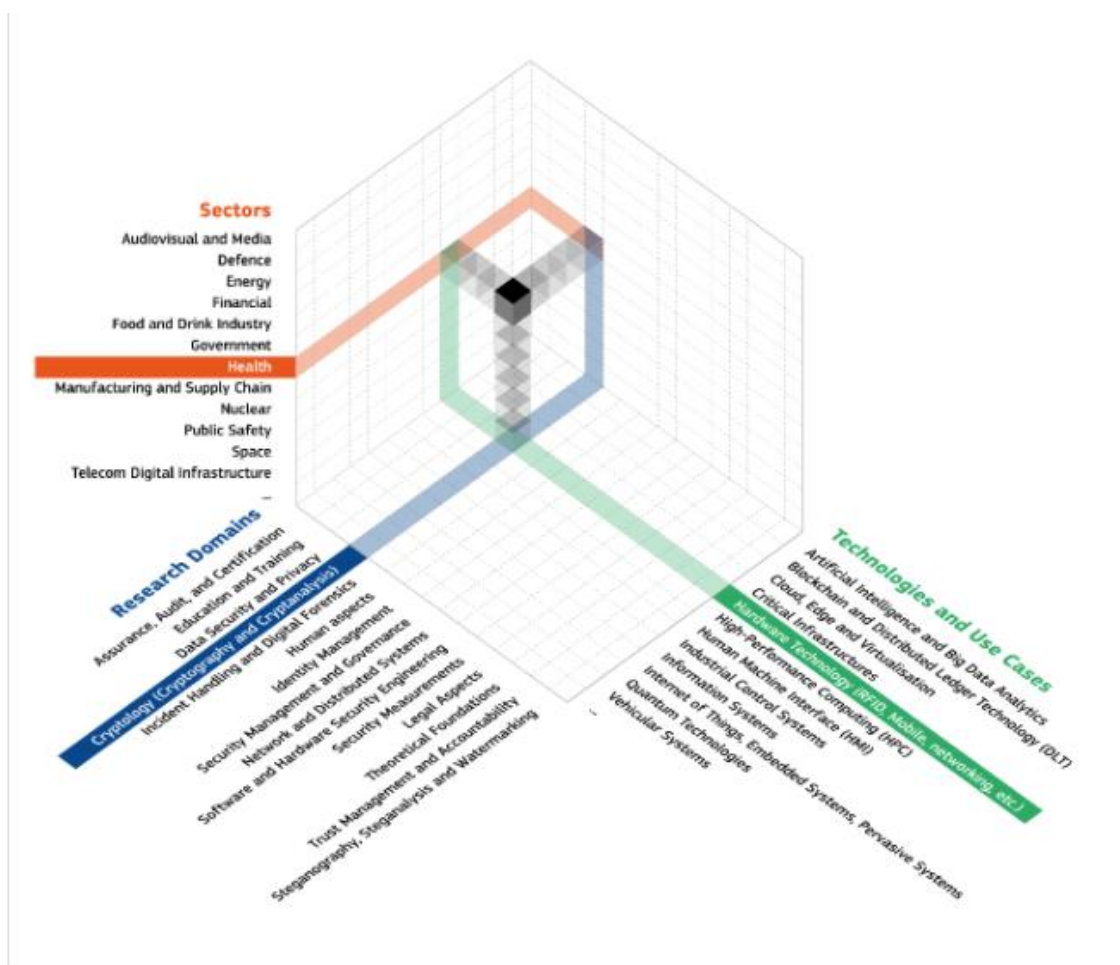 Sectors
Audiovisual and Media
Defence
Energy
Financial
Food and Drink Industry
Government
Health
Manufacturing and Supply Chain
Nuclear
Public Safety
Space
Telecom Digital Infrastructure
...
Research Domains
Assurance, Audit, and Certification
Education and Training
Data Security and Privacy
Cryptology (Cryptography and Cryptanalysis)
Incident Handling and Digital Forensics
Human aspects
Identity Management
Security Management and Governance
Network and Distributed Systems
Software and Hardware Security Engineering
Security Measurements
Legal Aspects
Theoretical Foundations
Trust Management and Accountability
Steganography, Steganalysis and Watermarking
Technologies and Use Cases
Artificial Intelligence and Big Data Analytics
Blockchain and Distributed Ledger Technology (DLT)
Cloud, Edge and Virtualisation
Critical Infrastructures
Hardware Technology (RFID, Mobile, networking, etc.)
High-Performance Computing (HPC)
Human Machine Interface (HMI)
Industrial Control Systems
Information Systems
Internet of Things, Embedded Systems, Pervasive Systems
Quantum Technologies
Vehicular Systems
...